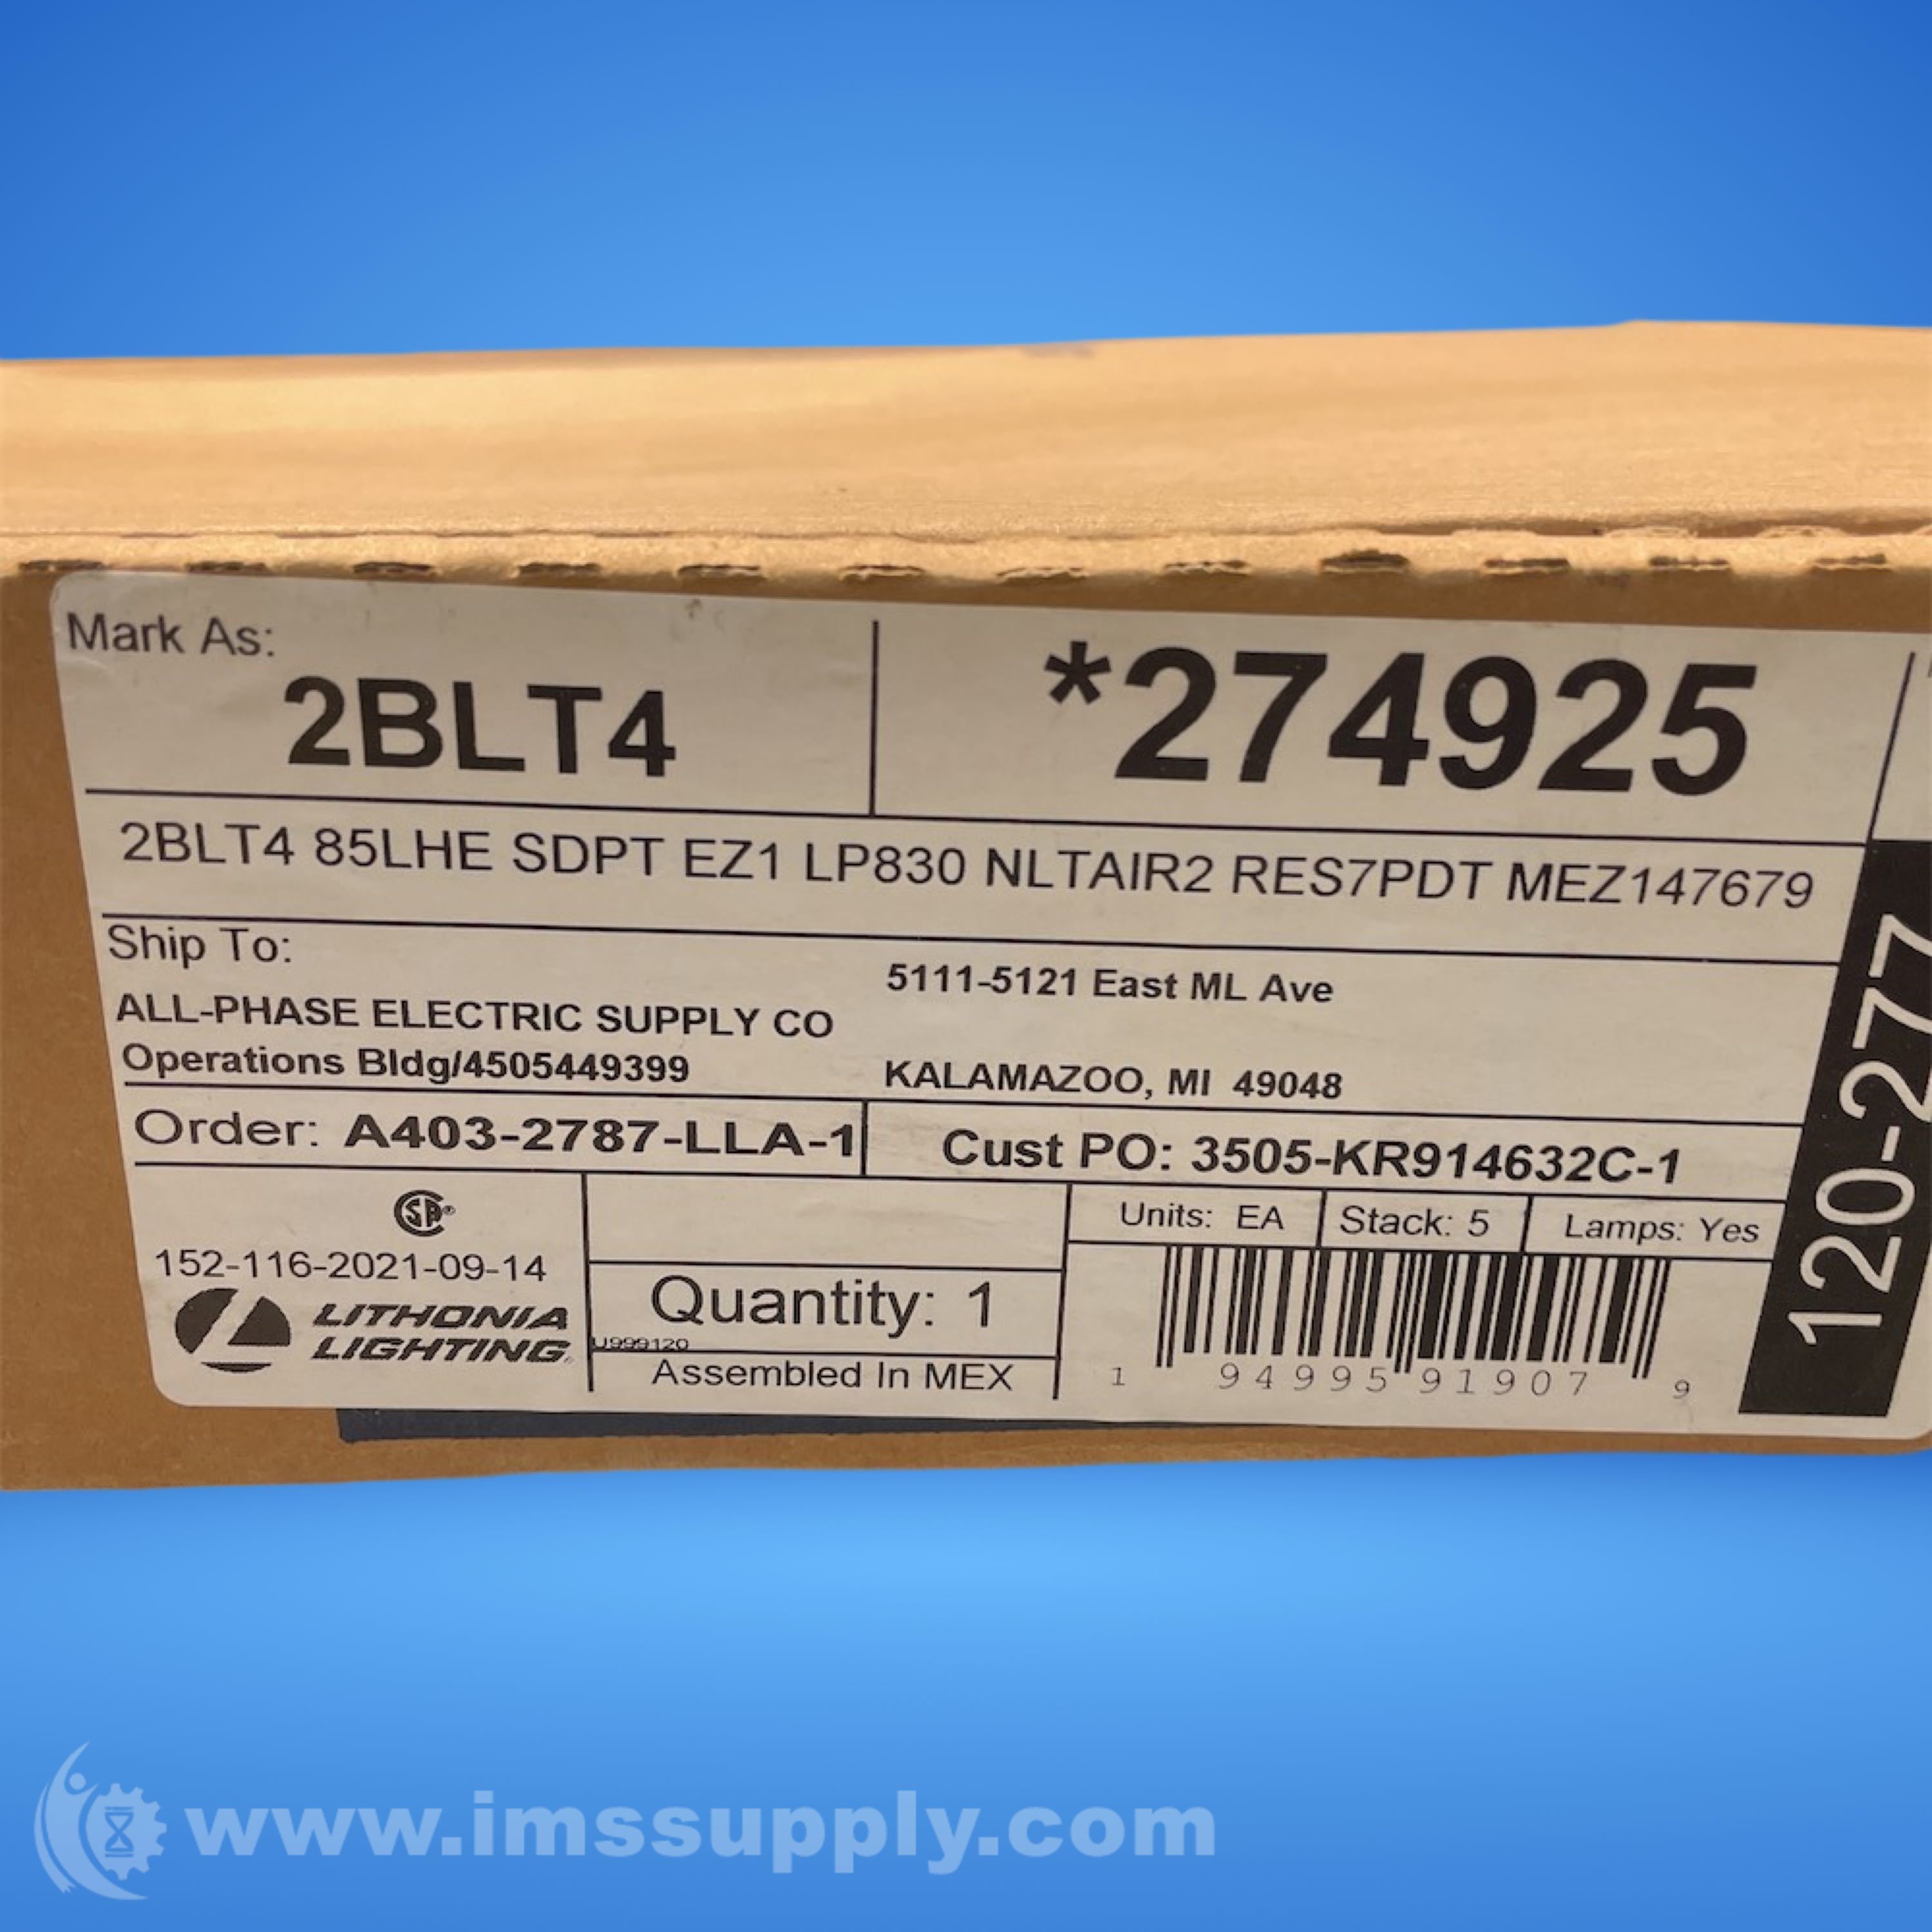 Mark As:
2BLT4
*274925
2BLT4 85LHE SDPT EZ1 LP830 NLTAIR2 RES7PDT MEZ147679
Ship To:
ALL-PHASE ELECTRIC SUPPLY CO
Operations Bldg/4505449399
5111-5121 East ML Ave
KALAMAZOO, MI 49048
Order: A403-2787-LLA-1
Cust PO: 3505-KR914632C-1
SA®
152-116-2021-09-14
LITHONIA
LIGHTING
Quantity: 1
U999120
Assembled In MEX
Units: EA
Stack: 5
Lamps: Yes
1 94995 91907 9
120-277
www.imssupply.com